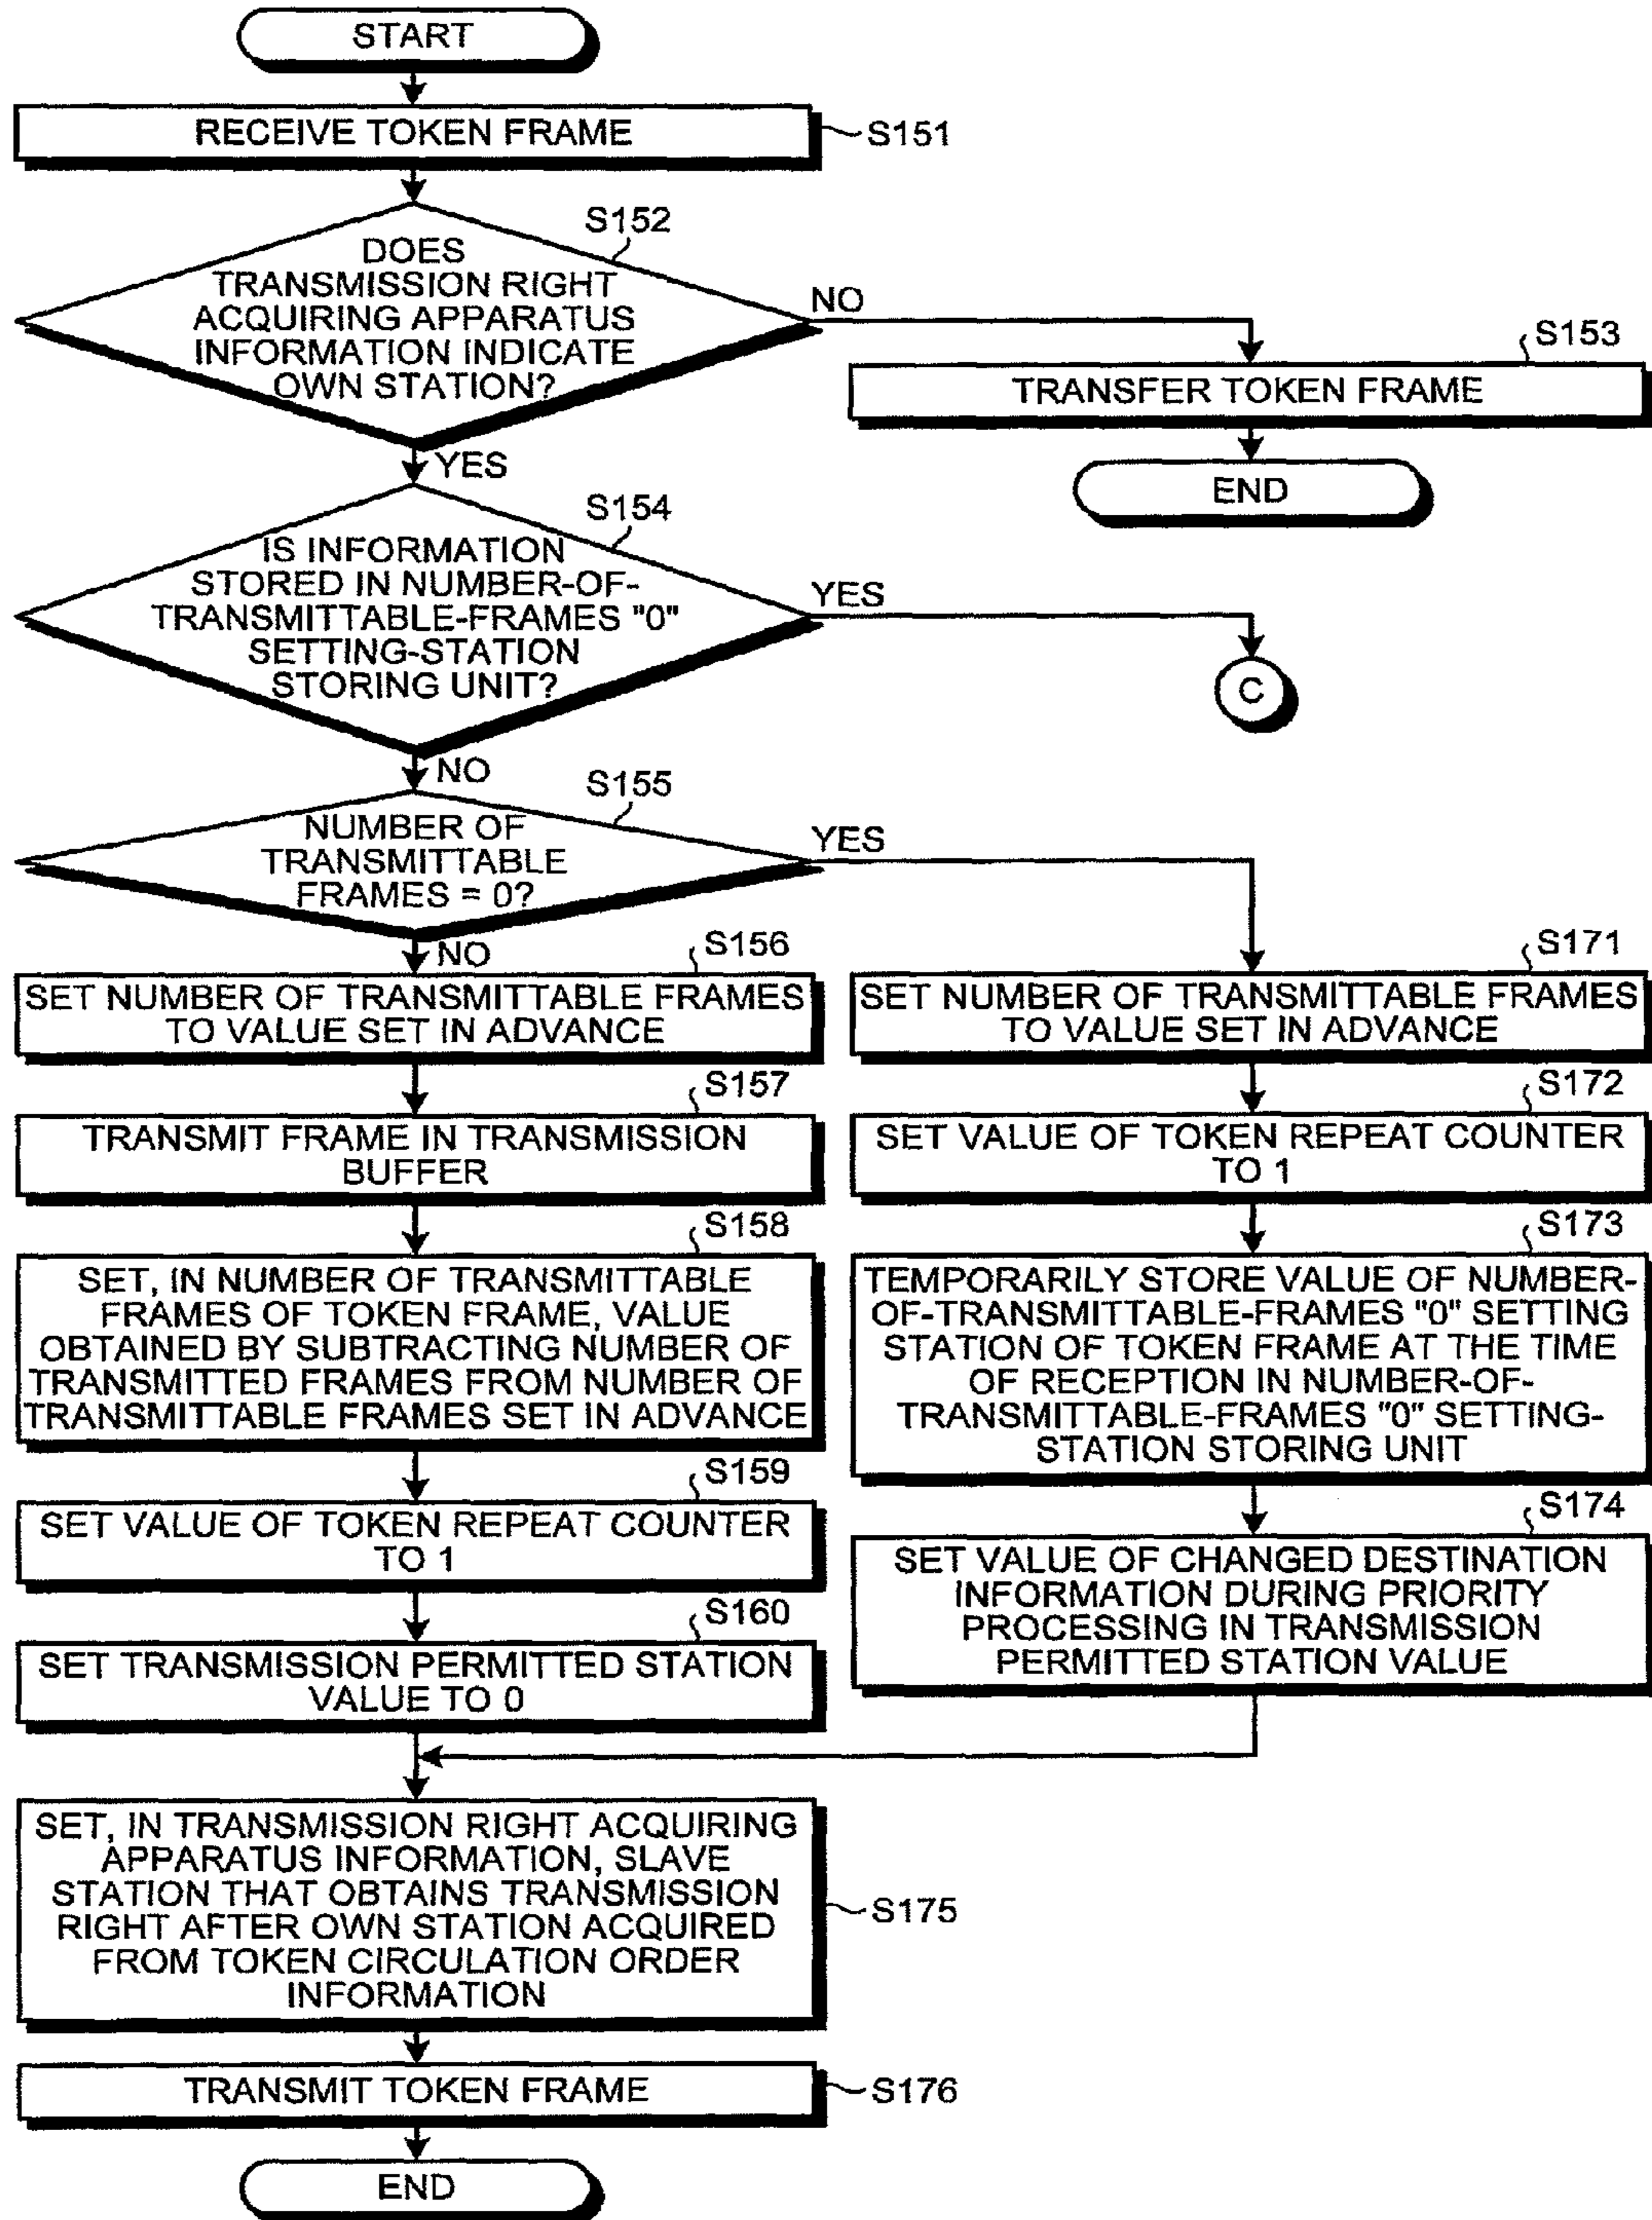 START
RECEIVE TOKEN FRAME
S151
S152
DOES
TRANSMISSION RIGHT
ACQUIRING APPARATUS
INFORMATION INDICATE
OWN STATION?
NO
S153
TRANSFER TOKEN FRAME
END
YES
S154
IS INFORMATION
STORED IN NUMBER-OF-
TRANSMITTABLE-FRAMES "0"
SETTING-STATION
STORING UNIT?
YES
C
NO
S155
NUMBER OF
TRANSMITTABLE
FRAMES = 0?
YES
NO
S156
SET NUMBER OF TRANSMITTABLE FRAMES
TO VALUE SET IN ADVANCE
S157
TRANSMIT FRAME IN TRANSMISSION
BUFFER
S158
SET, IN NUMBER OF TRANSMITTABLE
FRAMES OF TOKEN FRAME, VALUE
OBTAINED BY SUBTRACTING NUMBER OF
TRANSMITTED FRAMES FROM NUMBER OF
TRANSMITTABLE FRAMES SET IN ADVANCE
S159
SET VALUE OF TOKEN REPEAT COUNTER
TO 1
S160
SET TRANSMISSION PERMITTED STATION
VALUE TO 0
S171
SET NUMBER OF TRANSMITTABLE FRAMES
TO VALUE SET IN ADVANCE
S172
SET VALUE OF TOKEN REPEAT COUNTER
TO 1
S173
TEMPORARILY STORE VALUE OF NUMBER-
OF-TRANSMITTABLE-FRAMES "0" SETTING
STATION OF TOKEN FRAME AT THE TIME
OF RECEPTION IN NUMBER-OF-
TRANSMITTABLE-FRAMES "0" SETTING-
STATION STORING UNIT
S174
SET VALUE OF CHANGED DESTINATION
INFORMATION DURING PRIORITY
PROCESSING IN TRANSMISSION
PERMITTED STATION VALUE
SET, IN TRANSMISSION RIGHT ACQUIRING
APPARATUS INFORMATION, SLAVE
STATION THAT OBTAINS TRANSMISSION
RIGHT AFTER OWN STATION ACQUIRED
FROM TOKEN CIRCULATION ORDER
INFORMATION
S175
TRANSMIT TOKEN FRAME
S176
END